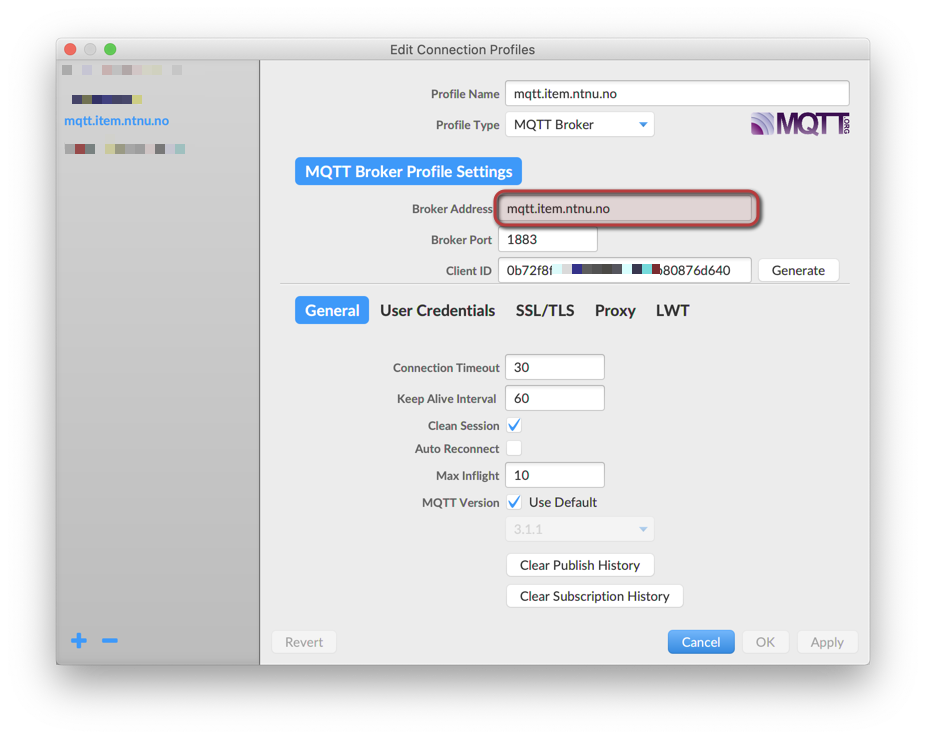 Edit Connection Profiles
mqtt.item.ntnu.no
Profile Name mqtt.item.ntnu.no
Profile Type MQTT Broker
MQTT.ORG
MQTT Broker Profile Settings
Broker Address mqtt.item.ntnu.no
Broker Port 1883
Client ID 0b72f8f 80876d640 Generate
General User Credentials SSL/TLS Proxy LWT
Connection Timeout 30
Keep Alive Interval 60
Clean Session
Auto Reconnect
Max Inflight 10
MQTT Version Use Default
3.1.1
Clear Publish History
Clear Subscription History
Revert Cancel OK Apply